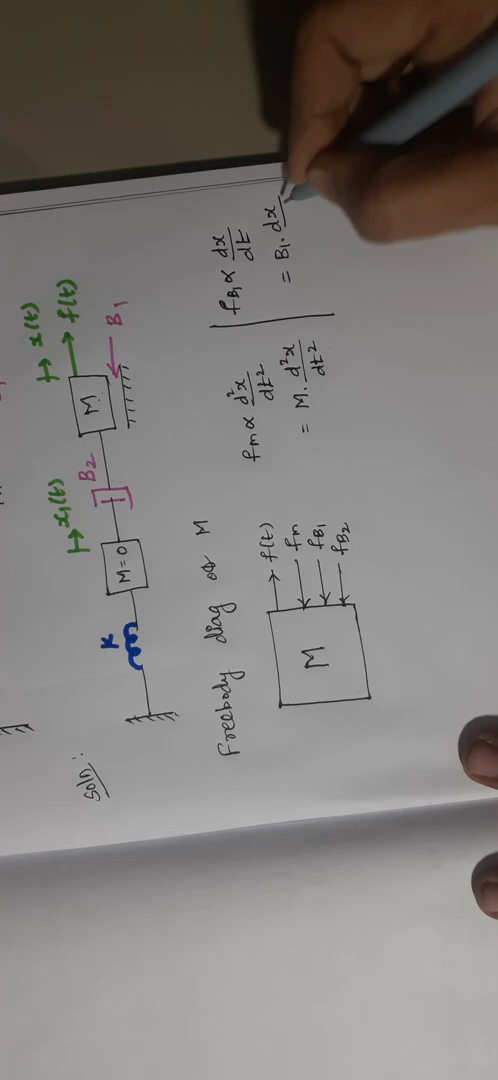 Soln:
K
M=0
x₁(t)
B₂
M
x(t)
f(t)
B₁
Freebody diag of M
M
f(t)
fm
fB₁
fB₂
fm ∝ d²x/dt²
= M. d²x/dt²
fB₁ ∝ dx/dt
= B₁. dx